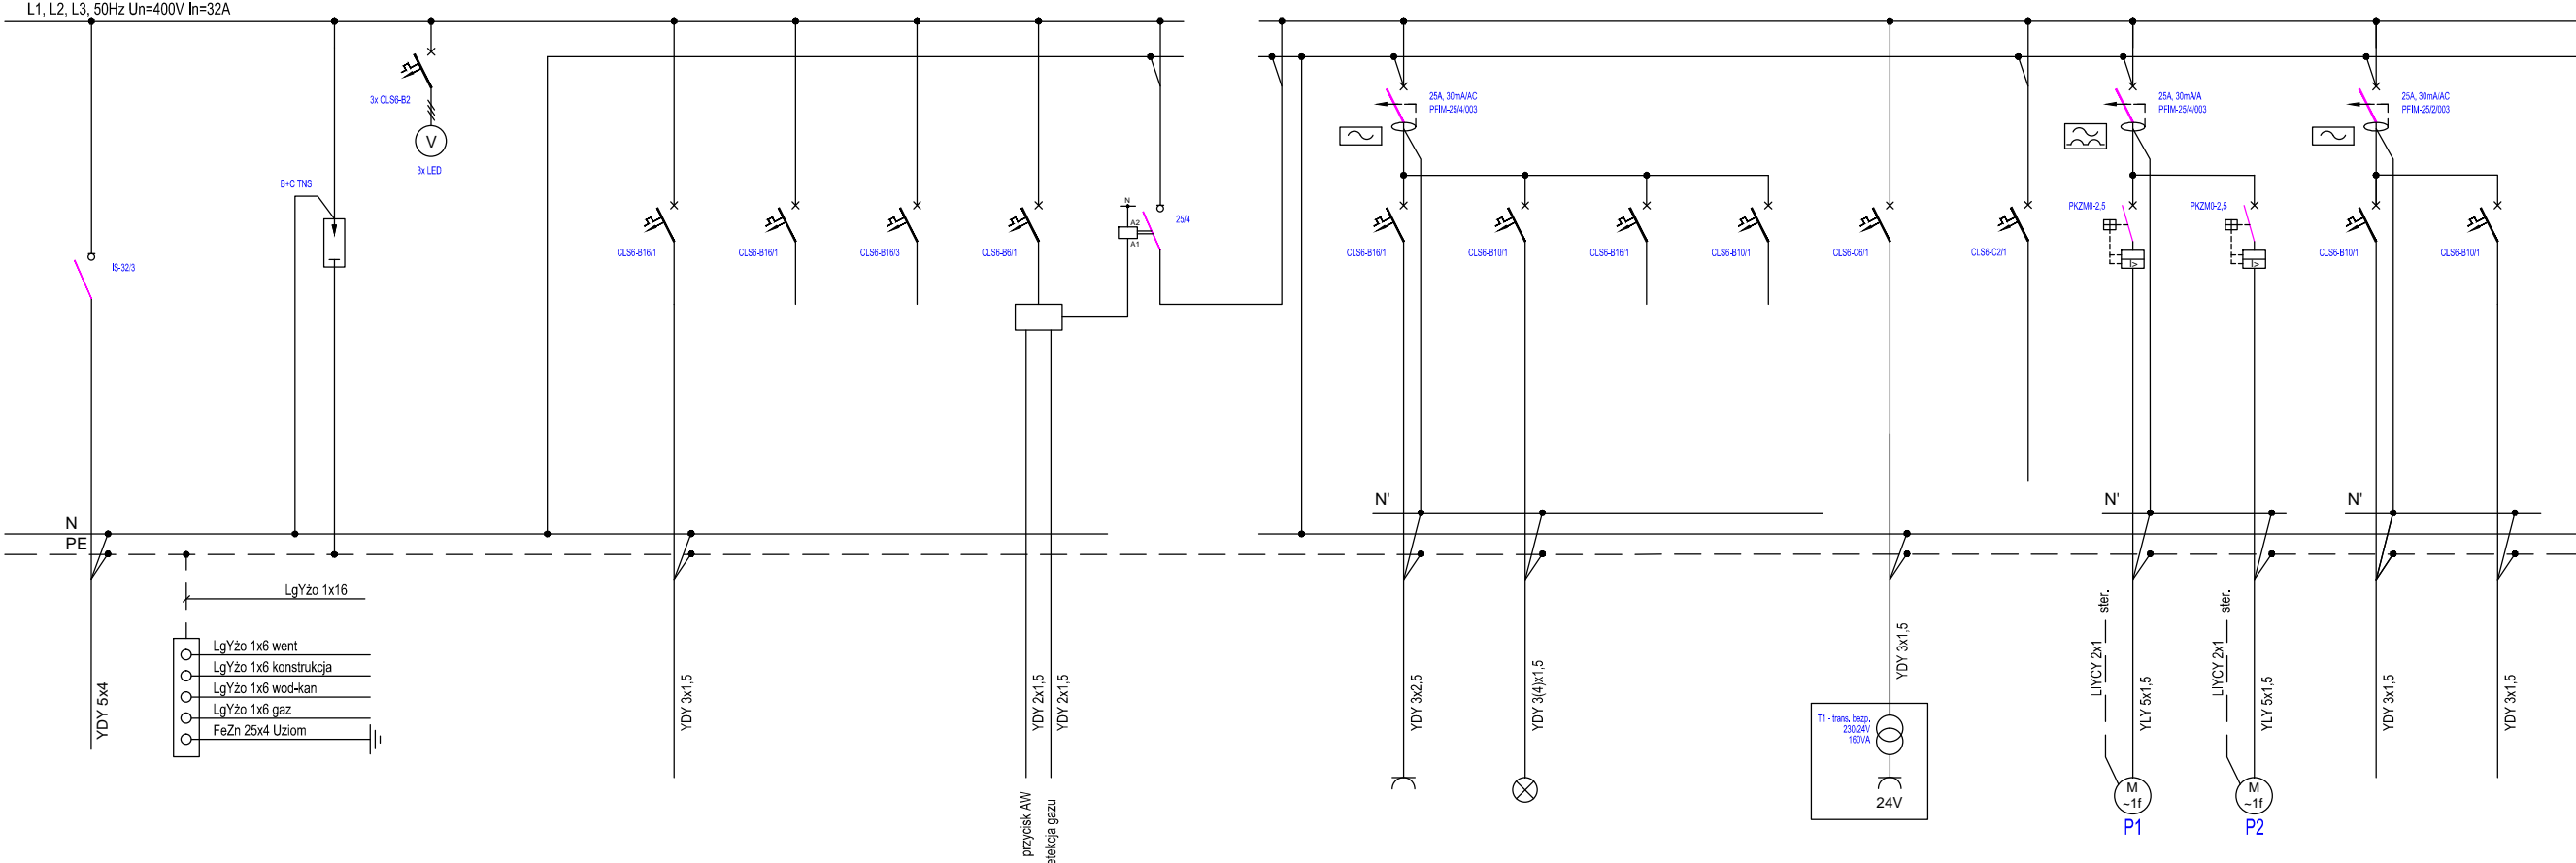 L1, L2, L3, 50Hz Un=400V In=32A
3x CLS6-B2
V
3x LED
B+C TNS
IS-32/3
CLS6-B16/1
CLS6-B16/1
CLS6-B16/3
CLS6-B6/1
N
A2
A1
25/4
25A, 30mA/AC
PFIM-25/4/003
25A, 30mA/A
PFIM-25/4/003
25A, 30mA/AC
PFIM-25/2/003
CLS6-B16/1
CLS6-B10/1
CLS6-B16/1
CLS6-B10/1
CLS6-C6/1
CLS6-C2/1
PKZM0-2,5
I>
PKZM0-2,5
I>
CLS6-B10/1
CLS6-B10/1
N
PE
N'
N'
N'
LgYżo 1x16
LgYżo 1x6 went
LgYżo 1x6 konstrukcja
LgYżo 1x6 wod-kan
LgYżo 1x6 gaz
FeZn 25x4 Uziom
YDY 5x4
YDY 3x1,5
YDY 2x1,5
YDY 2x1,5
przycisk AW
etekcja gazu
YDY 3x2,5
YDY 3(4)x1,5
YDY 3x1,5
T1 - trans. bezp.
230/24V
160VA
24V
LIYCY 2x1
ster.
YLY 5x1,5
LIYCY 2x1
ster.
YLY 5x1,5
YDY 3x1,5
YDY 3x1,5
M
~1f
P1
M
~1f
P2